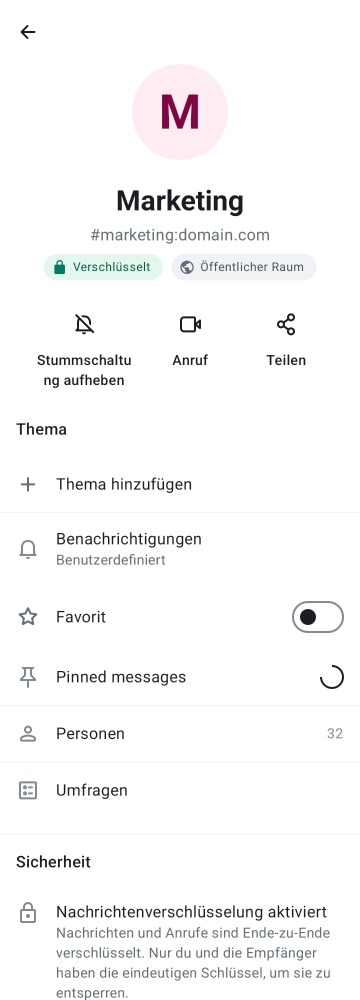 M
Marketing
#marketing:domain.com
Verschlüsselt
Öffentlicher Raum
Stummschaltu
ng aufheben
Anruf
Teilen
Thema
Thema hinzufügen
Benachrichtigungen
Benutzerdefiniert
Favorit
Pinned messages
Personen
32
Umfragen
Sicherheit
Nachrichtenverschlüsselung aktiviert
Nachrichten und Anrufe sind Ende-zu-Ende
verschlüsselt. Nur du und die Empfänger
haben die eindeutigen Schlüssel, um sie zu
entsperren.